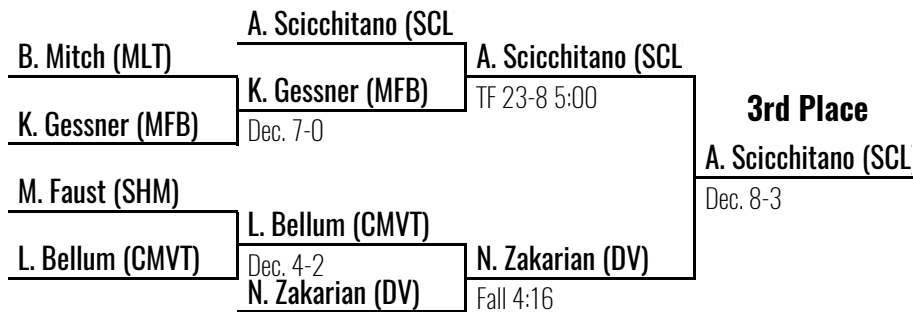 A. Scicchitano (SCL
B. Mitch (MLT)
A. Scicchitano (SCL
K. Gessner (MFB)
TF 23-8 5:00
3rd Place
K. Gessner (MFB)
Dec. 7-0
A. Scicchitano (SCL)
M. Faust (SHM)
Dec. 8-3
L. Bellum (CMVT)
L. Bellum (CMVT)
Dec. 4-2
N. Zakarian (DV)
N. Zakarian (DV)
Fall 4:16